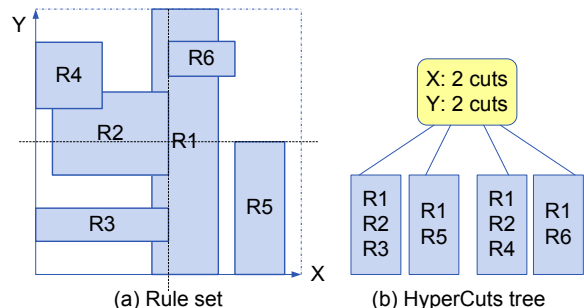 Y
R4
R6
R2
R1
R3
R5
X
(a) Rule set
X: 2 cuts
Y: 2 cuts
R1
R2
R3
R1
R5
R1
R2
R4
R1
R6
(b) HyperCuts tree